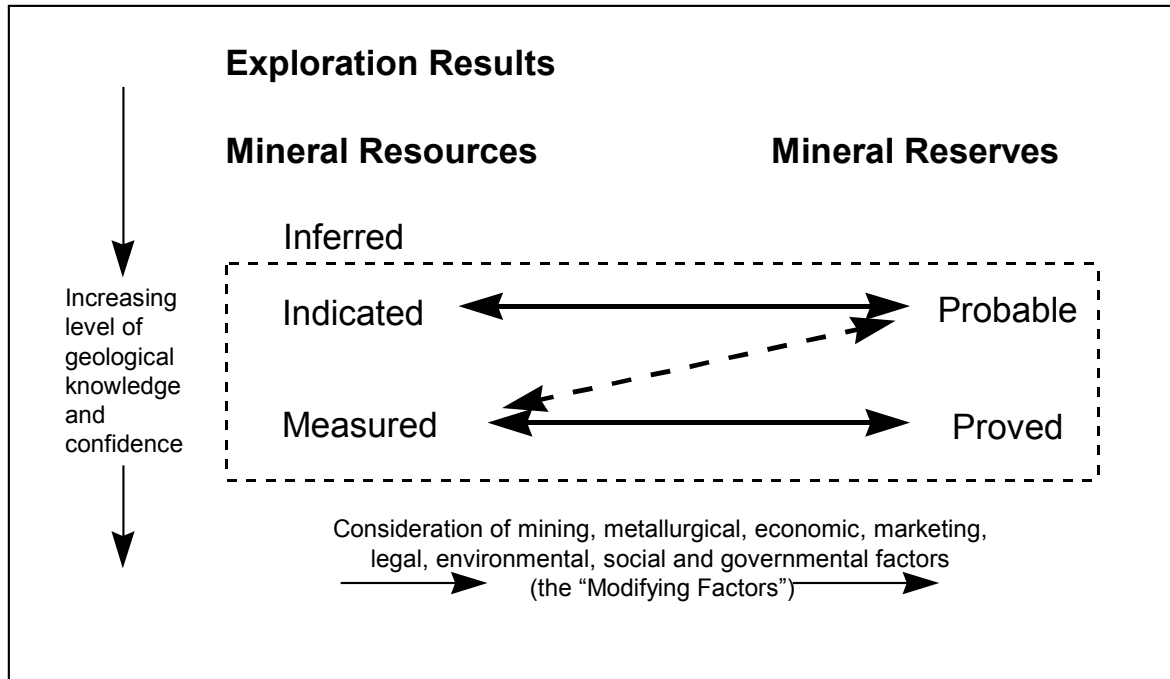 Exploration Results
Mineral Resources
Mineral Reserves
Inferred
Increasing
level of
geological
knowledge
and
confidence
Indicated
Probable
Measured
Proved
Consideration of mining, metallurgical, economic, marketing,
legal, environmental, social and governmental factors
(the “Modifying Factors”)